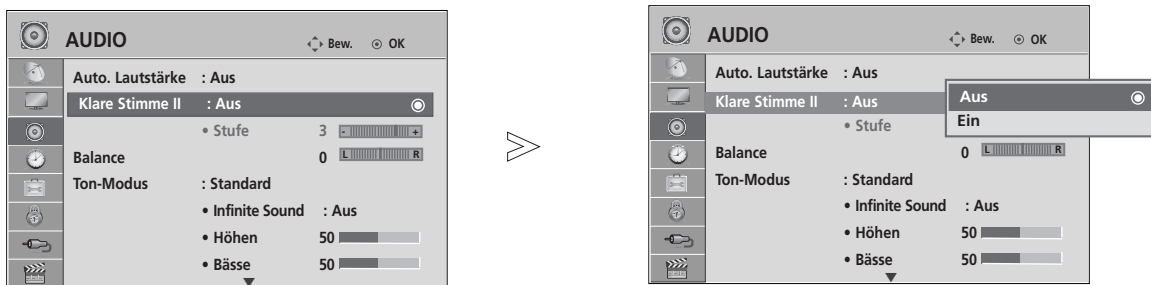 AUDIO Bew. OK
Auto. Lautstärke : Aus
Klare Stimme II : Aus
• Stufe 3 - +
Balance 0 L R
Ton-Modus : Standard
• Infinite Sound : Aus
• Höhen 50
• Bässe 50
AUDIO Bew. OK
Auto. Lautstärke : Aus
Klare Stimme II : Aus
Aus
Ein
• Stufe
Balance 0 L R
Ton-Modus : Standard
• Infinite Sound : Aus
• Höhen 50
• Bässe 50